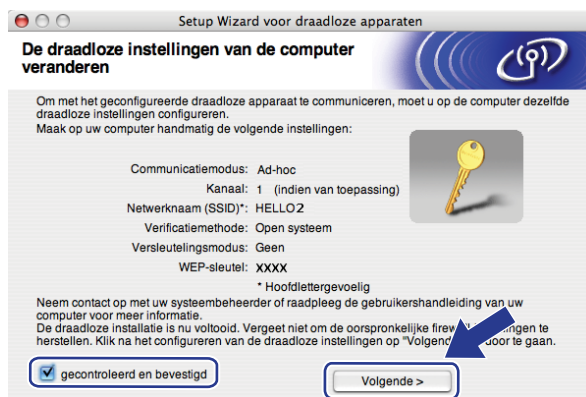 Setup Wizard voor draadloze apparaten
De draadloze instellingen van de computer
veranderen
Om met het geconfigureerde draadloze apparaat te communiceren, moet u op de computer dezelfde
draadloze instellingen configureren.
Maak op uw computer handmatig de volgende instellingen:
Communicatiemodus: Ad-hoc
Kanaal: 1 (indien van toepassing)
Netwerknaam (SSID)*: HELLO2
Verificatiemethode: Open systeem
Versleutelingsmodus: Geen
WEP-sleutel: XXXX
* Hoofdlettergevoelig
Neem contact op met uw systeembeheerder of raadpleeg de gebruikershandleiding van uw
computer voor meer informatie.
De draadloze installatie is nu voltooid. Vergeet niet om de oorspronkelijke te
herstellen. Klik na het configureren van de draadloze instellingen op "Volgende door te gaan.
gecontroleerd en bevestigd
Volgende >